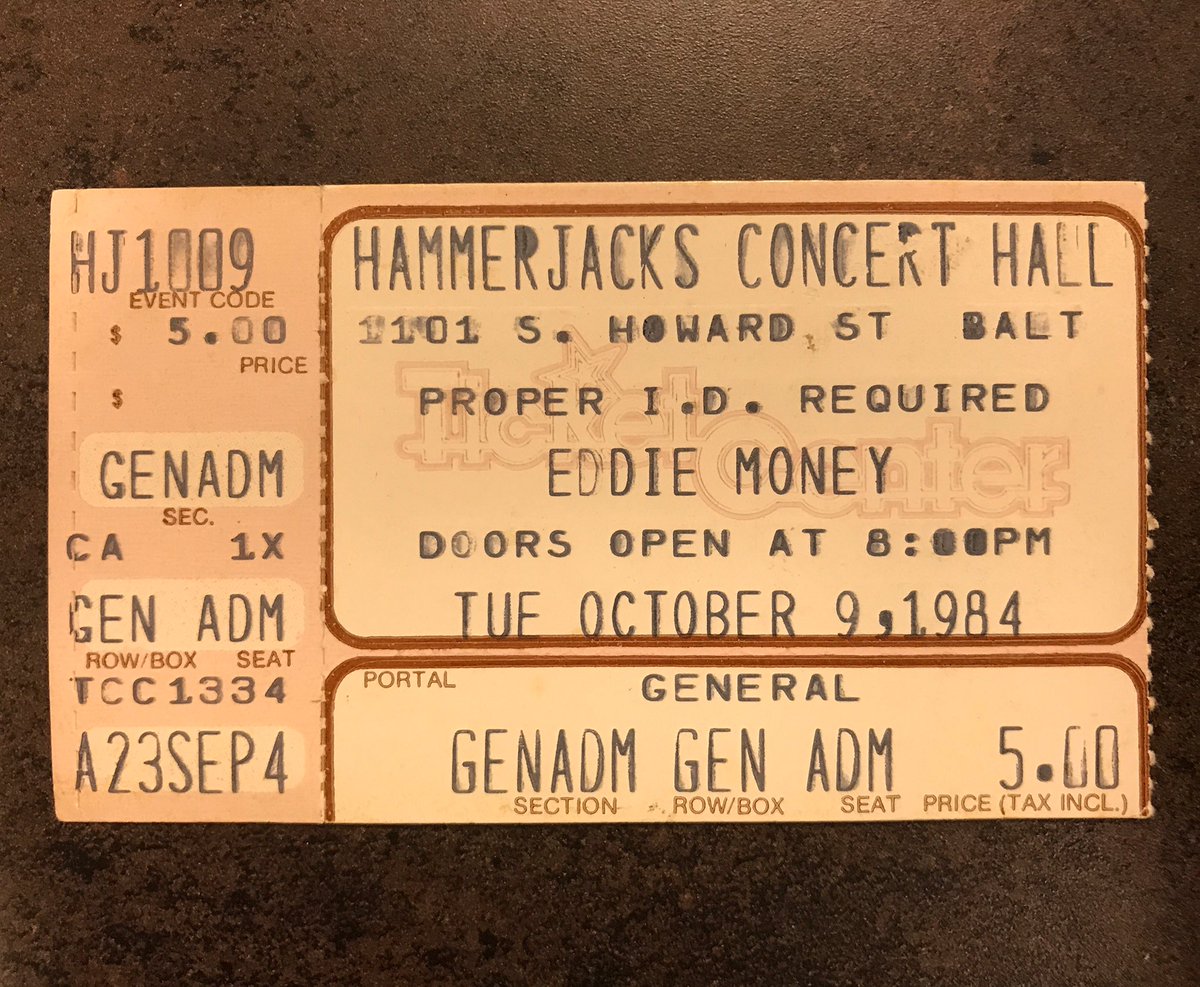 HJ1009
EVENT CODE
$ 5.00
PRICE
$
GENADM
SEC.
CA 1X
GEN ADM
ROW/BOX SEAT
TCC1334
A23SEP4
HAMMERJACKS CONCERT HALL
1101 S. HOWARD ST BALT
Ticket Center
PROPER I.D. REQUIRED
EDDIE MONEY
DOORS OPEN AT 8:00PM
TUE OCTOBER 9,1984
PORTAL GENERAL
GENADM GEN ADM 5.00
SECTION ROW/BOX SEAT PRICE (TAX INCL.)